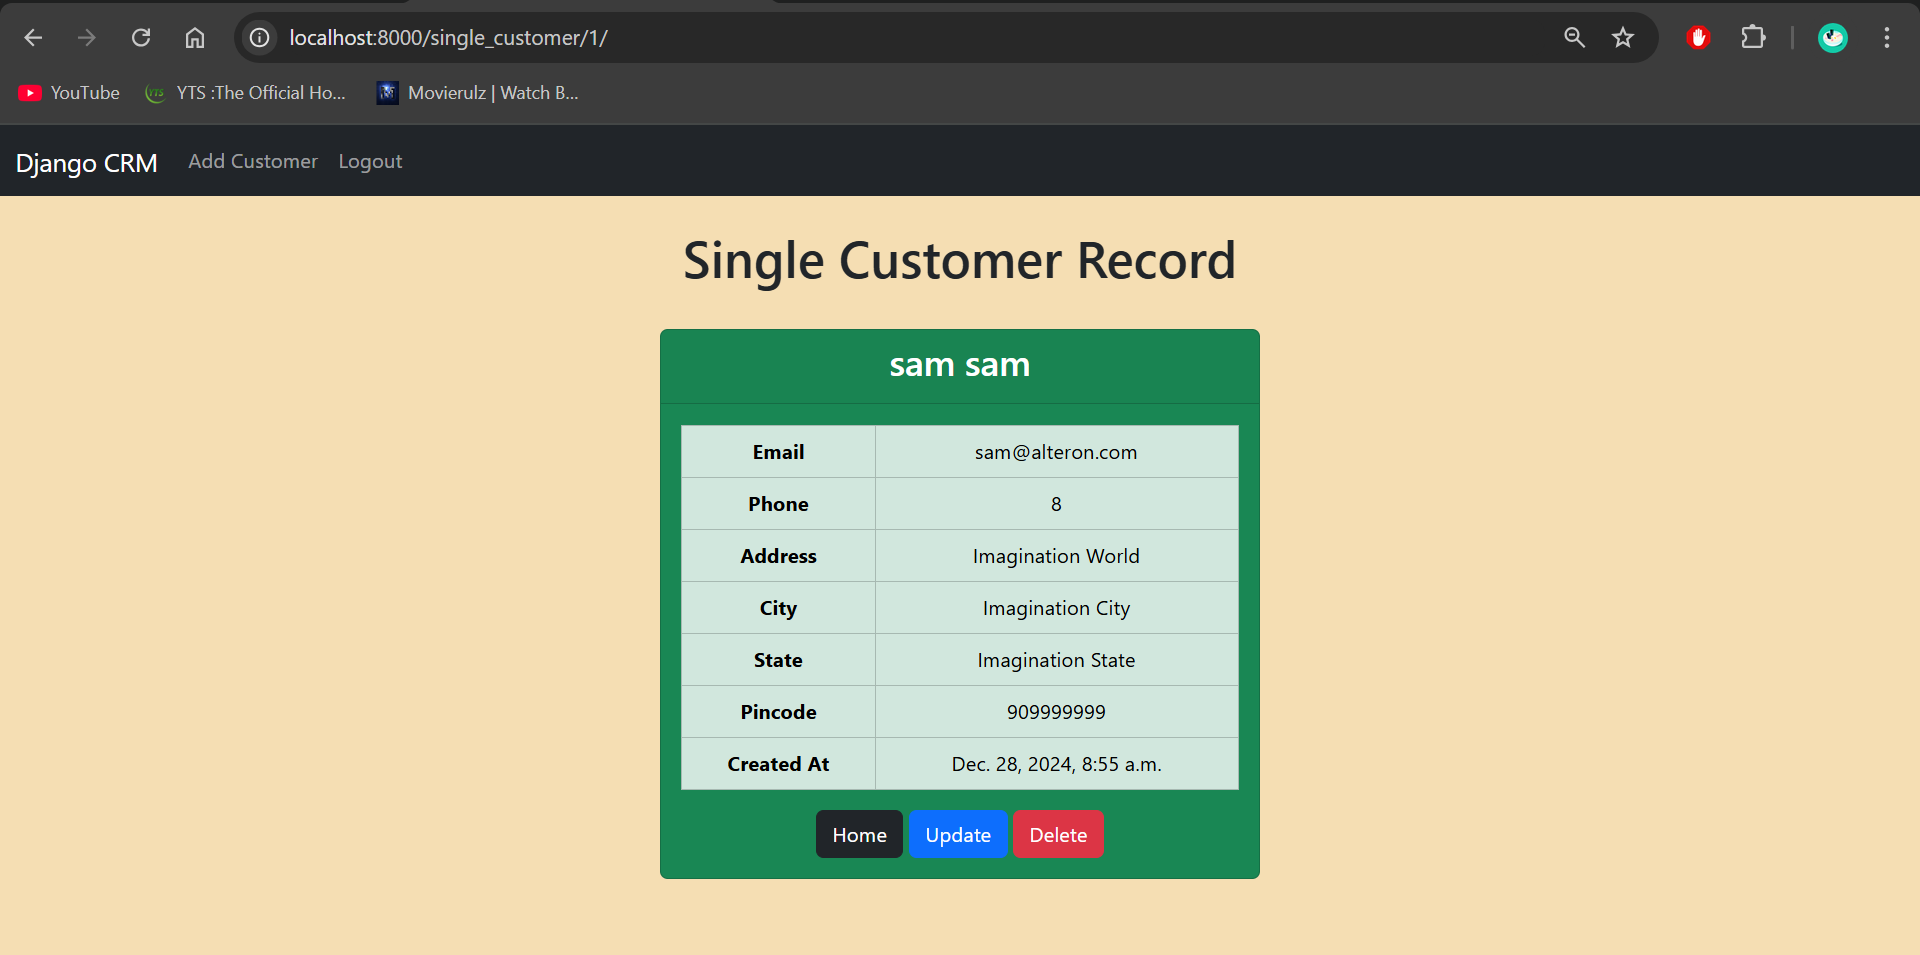 localhost:8000/single_customer/1/
YouTube YTS :The Official Ho... Movierulz | Watch B...
Django CRM Add Customer Logout
Single Customer Record
sam sam
Email sam@alteron.com
Phone 8
Address Imagination World
City Imagination City
State Imagination State
Pincode 909999999
Created At Dec. 28, 2024, 8:55 a.m.
Home Update Delete